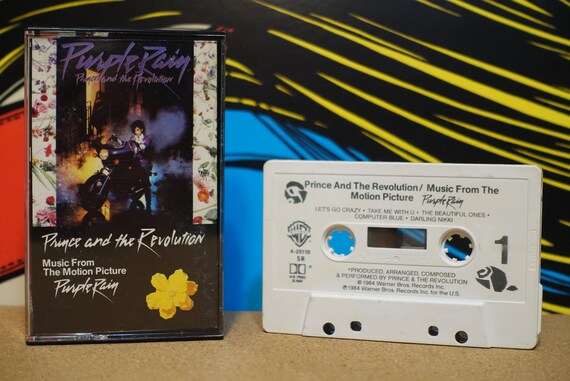 Purple Rain
Prince and the Revolution
Prince and the Revolution
Music From
The Motion Picture
Purple Rain
Prince And The Revolution/ Music From The
Motion Picture Purple Rain
LET'S GO CRAZY • TAKE ME WITH U • THE BEAUTIFUL ONES •
COMPUTER BLUE • DARLING NIKKI
4-25110
SR
1
*PRODUCED, ARRANGED, COMPOSED
& PERFORMED BY PRINCE & THE REVOLUTION
℗ 1984 Warner Bros. Records Inc.
© 1984 Warner Bros. Records Inc. for the U.S.